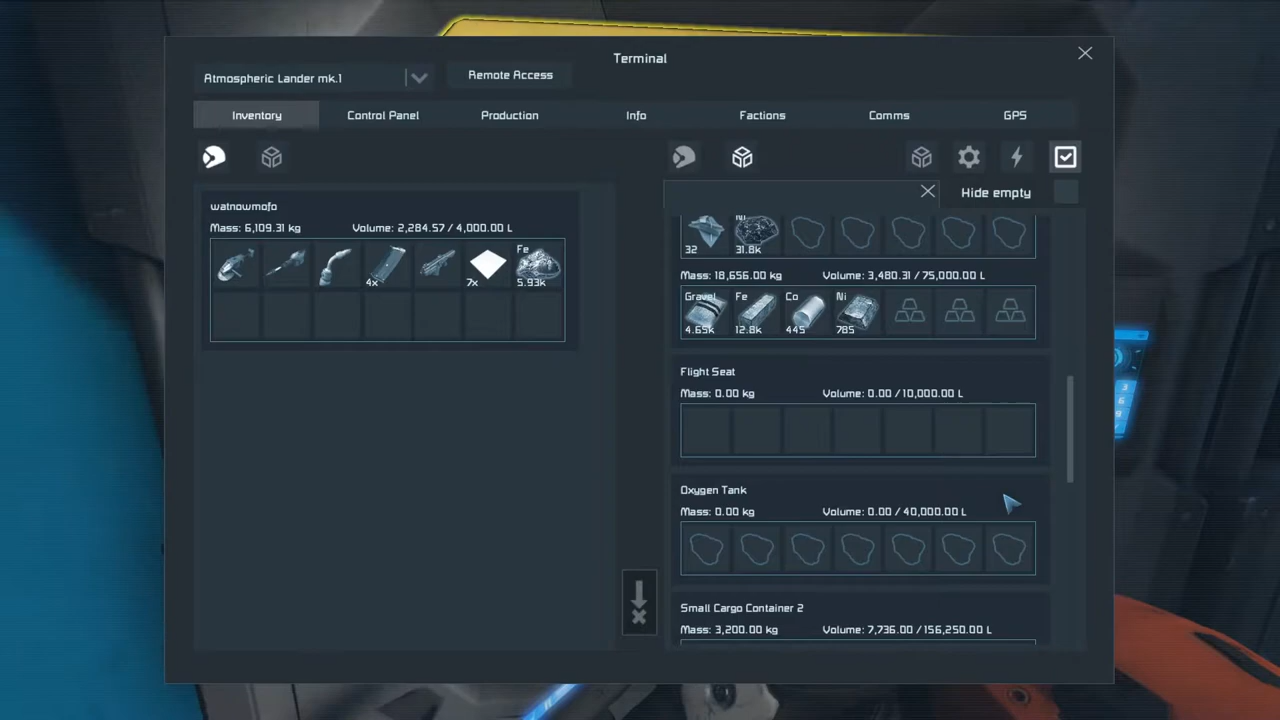 Terminal
Atmospheric Lander mk.1
Remote Access
Inventory
Control Panel
Production
Info
Factions
Comms
GPS
Hide empty
watnowmofo
Mass: 6,109.31 kg Volume: 2,284.57 / 4,000.00 L
4x
7x
Fe
5.93k
32
Ni
31.8k
Mass: 18,656.00 kg Volume: 3,480.31 / 75,000.00 L
Gravel
4.65k
Fe
12.8k
Co
445
Ni
785
Flight Seat
Mass: 0.00 kg Volume: 0.00 / 10,000.00 L
Oxygen Tank
Mass: 0.00 kg Volume: 0.00 / 40,000.00 L
Small Cargo Container 2
Mass: 3,200.00 kg Volume: 7,736.00 / 156,250.00 L
3
6